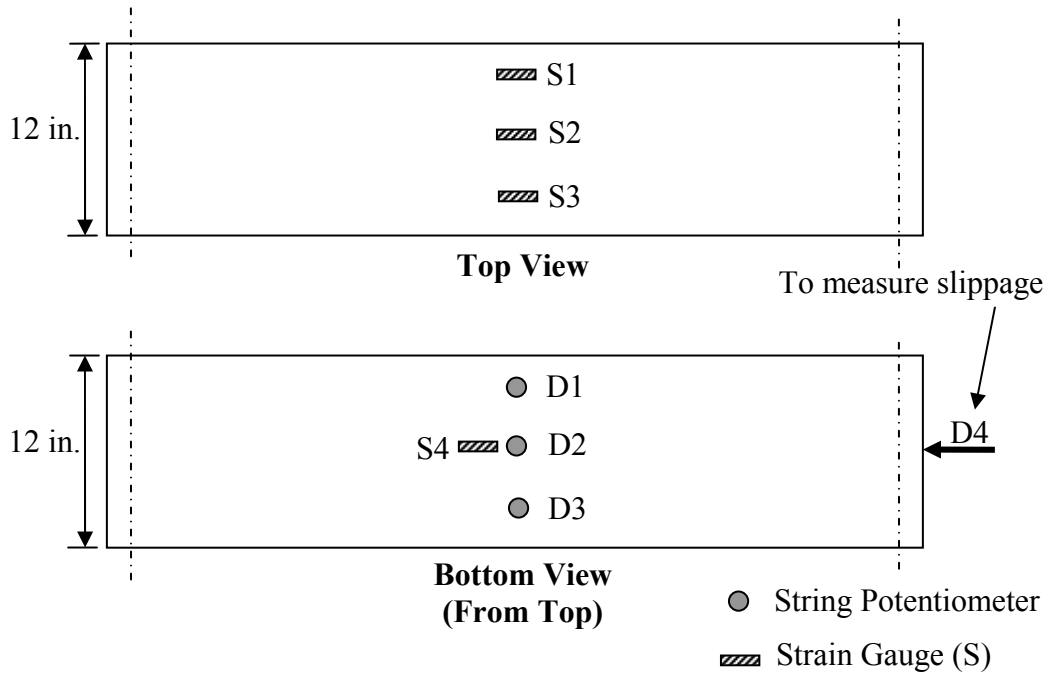 S1
12 in.
S2
S3
Top View
To measure slippage
D1
12 in.
S4
D2
D4
D3
Bottom View
(From Top)
String Potentiometer
Strain Gauge (S)